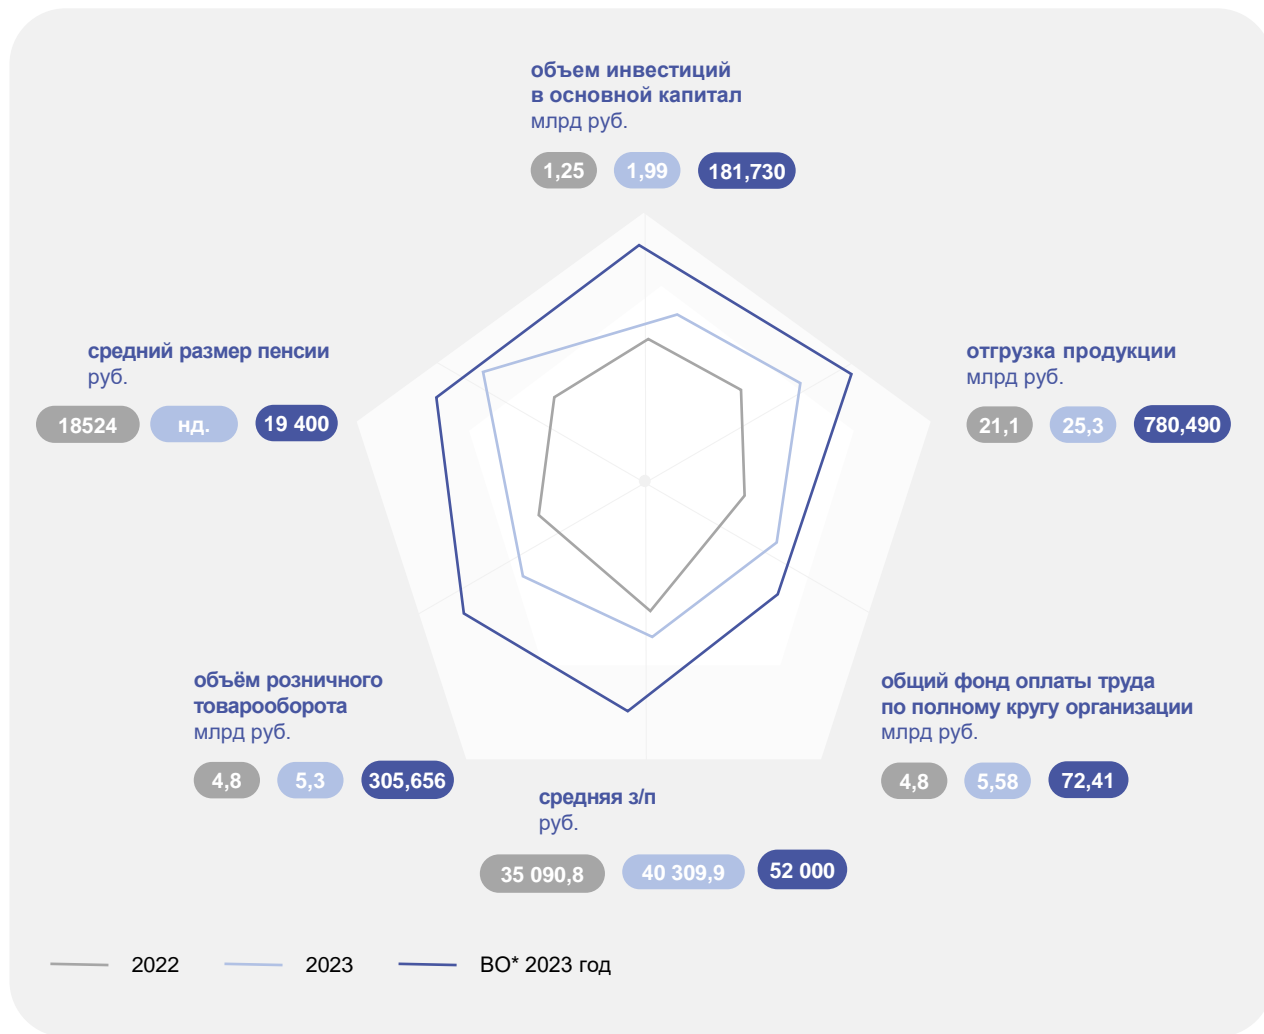 объем инвестиций
в основной капитал
млрд руб.
1,25 1,99 181,730
средний размер пенсии
руб.
18524 нд. 19 400
отгрузка продукции
млрд руб.
21,1 25,3 780,490
объём розничного
товарооборота
млрд руб.
4,8 5,3 305,656
общий фонд оплаты труда
по полному кругу организации
млрд руб.
4,8 5,58 72,41
средняя з/п
руб.
35 090,8 40 309,9 52 000
2022 2023 ВО* 2023 год